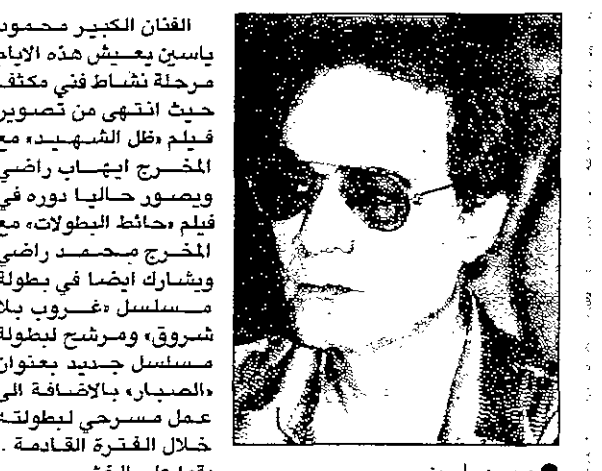 الفنان الكبير محمود
ياسين يعيش هذه الايام
مرحلة نشاط فني مكثف
حيث انتهى من تصوير
فيلم «ظل الشهيد» مع
المخرج ايهاب راضي
ويصور حاليا دوره في
فيلم «حائط البطولات» مع
المخرج محمد راضي
ويشارك ايضا في بطولة
مسلسل «غروب بلا
شروق» ومرشح لبطولة
مسلسل جديد بعنوان
«الصبار» بالاضافة الى
عمل مسرحي لبطولته
خلال الفترة القادمة .